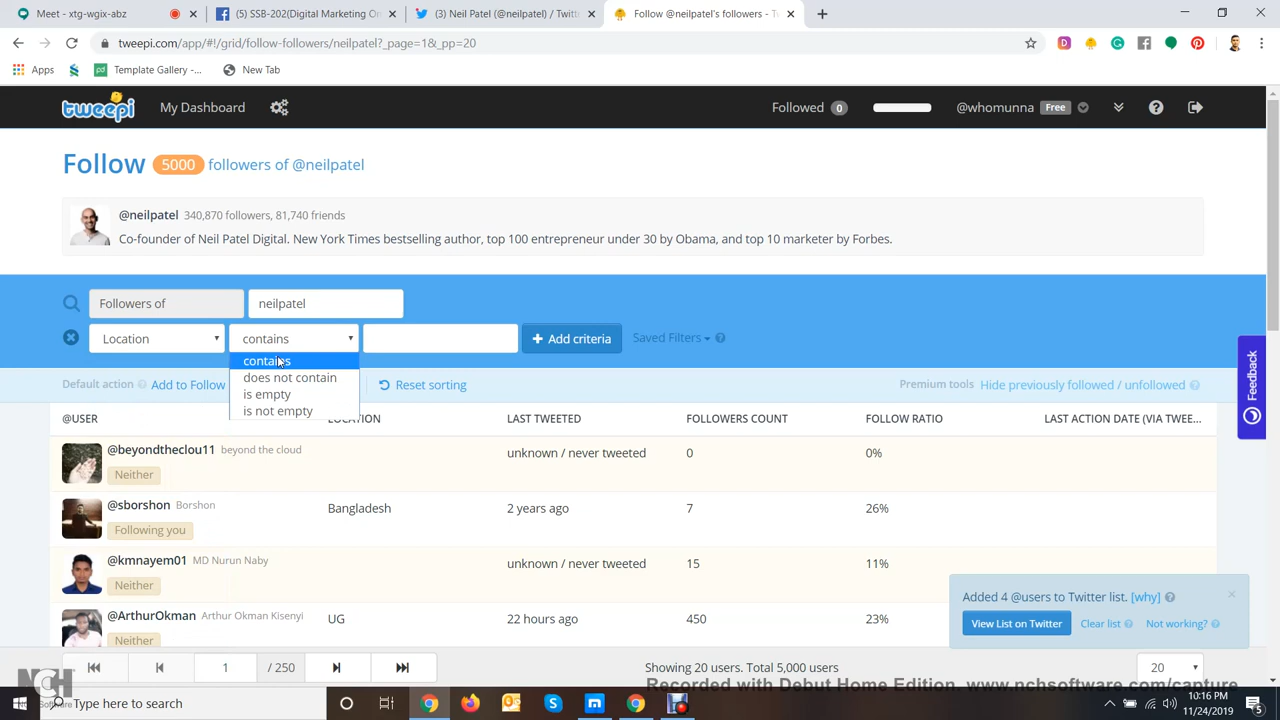 Meet - xtg-wgix-abz
SSB-202(Digital Marketing On
(3) Neil Patel (@neilpatel) / Twitt
Follow @neilpatel's followers - T
tweepi.com/app/#!/grid/follow-followers/neilpatel?_page=1&_pp=20
Apps
Template Gallery -...
New Tab
tweepi
My Dashboard
Followed 0
@whomunna Free
Follow 5000 followers of @neilpatel
@neilpatel 340,870 followers, 81,740 friends
Co-founder of Neil Patel Digital. New York Times bestselling author, top 100 entrepreneur under 30 by Obama, and top 10 marketer by Forbes.
Followers of neilpatel
Location contains + Add criteria Saved Filters
contains
does not contain
is empty
is not empty
Default action Add to Follow Reset sorting Premium tools Hide previously followed / unfollowed
Feedback
@USER LOCATION LAST TWEETED FOLLOWERS COUNT FOLLOW RATIO LAST ACTION DATE (VIA TWEE...
@beyondtheclou11 beyond the cloud unknown / never tweeted 0 0%
Neither
@sborshon Borshon Bangladesh 2 years ago 7 26%
Following you
@kmnayem01 MD Nurun Naby unknown / never tweeted 15 11%
Neither
@ArthurOkman Arthur Okman Kisenyi UG 22 hours ago 450 23%
Neither
Added 4 @users to Twitter list. [why]
View List on Twitter Clear list Not working?
1 / 250 Showing 20 users. Total 5,000 users 20
Recorded with Debut Home Edition. www.nchsoftware.com/capture
NCH Software
Type here to search
10:16 PM
11/24/2019
5